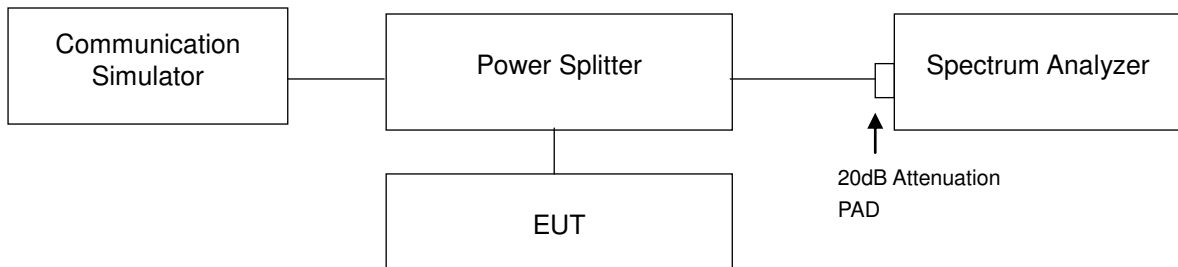 Communication
Simulator
Power Splitter
Spectrum Analyzer
20dB Attenuation
PAD
EUT